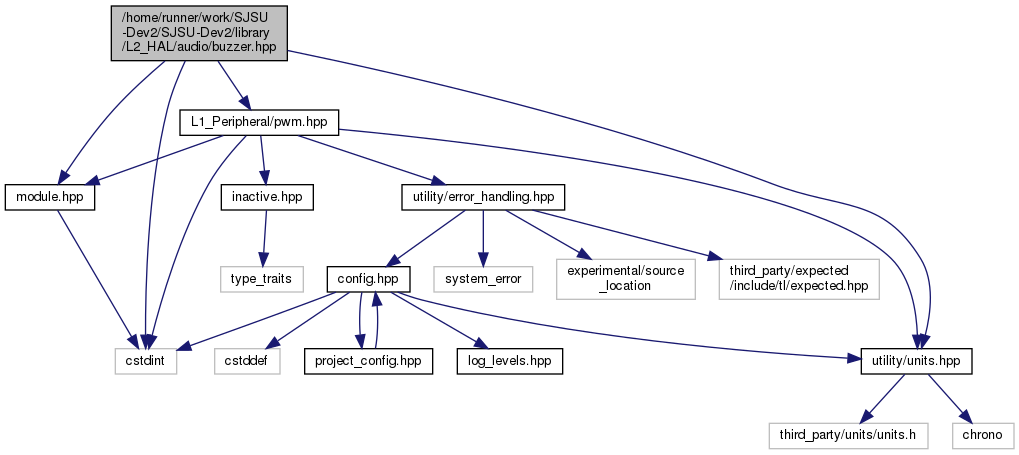 /home/runner/work/SJSU
-Dev2/SJSU-Dev2/library
/L2_HAL/audio/buzzer.hpp
L1_Peripheral/pwm.hpp
module.hpp
inactive.hpp
utility/error_handling.hpp
type_traits
config.hpp
system_error
experimental/source
_location
third_party/expected
/include/tl/expected.hpp
cstdint
cstddef
project_config.hpp
log_levels.hpp
utility/units.hpp
third_party/units/units.h
chrono